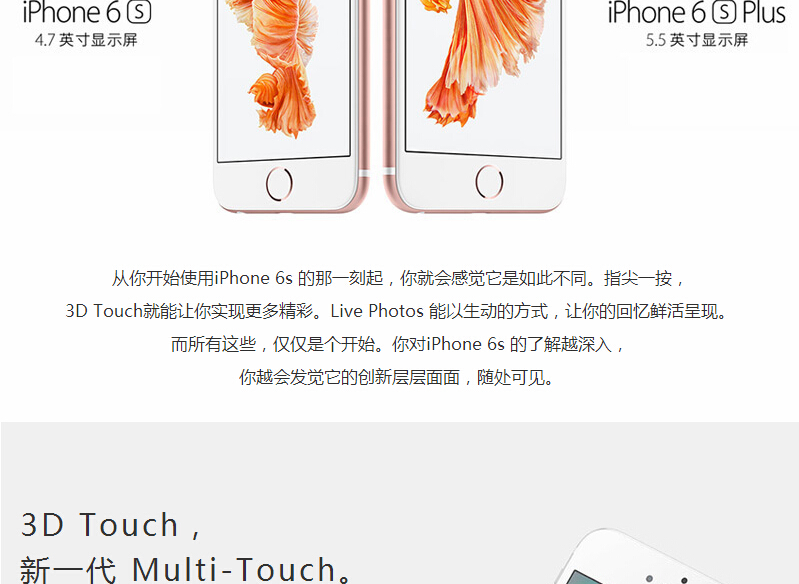 iPhone 6 S
4.7 英寸显示屏
iPhone 6 S Plus
5.5 英寸显示屏
从你开始使用iPhone 6s 的那一刻起，你就会感觉它是如此不同。指尖一按，
3D Touch就能让你实现更多精彩。Live Photos 能以生动的方式，让你的回忆鲜活呈现。
而所有这些，仅仅是个开始。你对iPhone 6s 的了解越深入，
你越会发觉它的创新层层面面，随处可见。
3D Touch，
新一代 Multi-Touch。